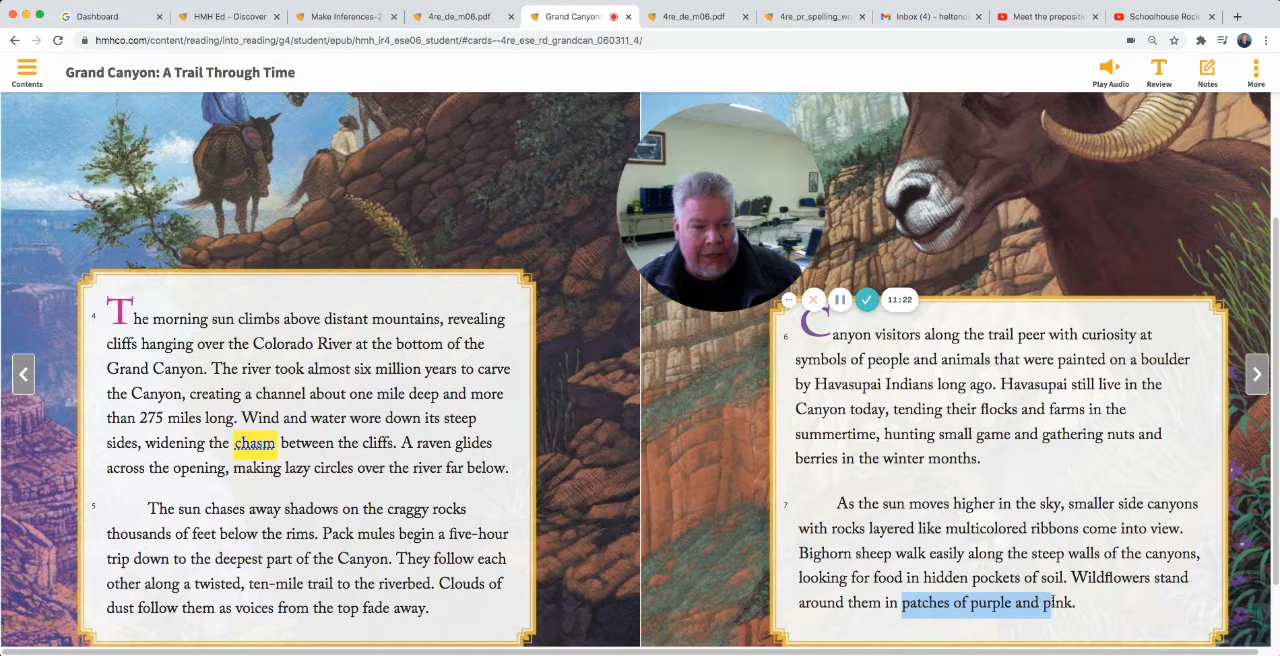 Dashboard
HMH Ed - Discover
Make Inferences-2
4re_de_m06.pdf
Grand Canyon:
4re_de_m06.pdf
4re_pr_spelling_wo
Inbox (4) - heltonc
Meet the prepositi
Schoolhouse Rock
hmhco.com/content/reading/into_reading/g4/student/epub/hmh_ir4_ese06_student/#cards--4re_ese_rd_grandcan_060311_4/
Contents
Grand Canyon: A Trail Through Time
Play Audio
Review
Notes
More
4
The morning sun climbs above distant mountains, revealing
cliffs hanging over the Colorado River at the bottom of the
Grand Canyon. The river took almost six million years to carve
the Canyon, creating a channel about one mile deep and more
than 275 miles long. Wind and water wore down its steep
sides, widening the chasm between the cliffs. A raven glides
across the opening, making lazy circles over the river far below.
5
The sun chases away shadows on the craggy rocks
thousands of feet below the rims. Pack mules begin a five-hour
trip down to the deepest part of the Canyon. They follow each
other along a twisted, ten-mile trail to the riverbed. Clouds of
dust follow them as voices from the top fade away.
11:22
6
Canyon visitors along the trail peer with curiosity at
symbols of people and animals that were painted on a boulder
by Havasupai Indians long ago. Havasupai still live in the
Canyon today, tending their flocks and farms in the
summertime, hunting small game and gathering nuts and
berries in the winter months.
7
As the sun moves higher in the sky, smaller side canyons
with rocks layered like multicolored ribbons come into view.
Bighorn sheep walk easily along the steep walls of the canyons,
looking for food in hidden pockets of soil. Wildflowers stand
around them in patches of purple and pink.